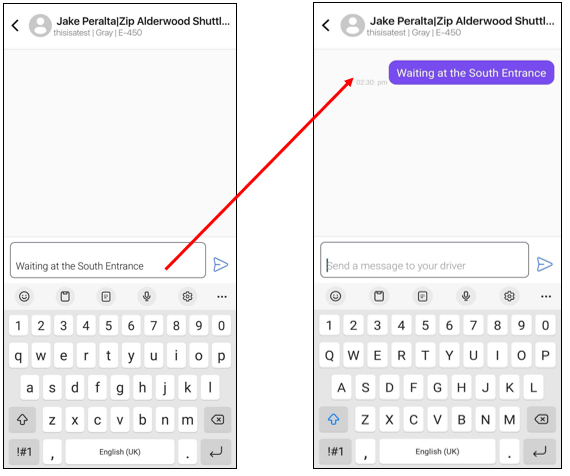 Jake Peralta|Zip Alderwood Shuttl...
thisisatest | Gray | E-450
Waiting at the South Entrance
1 2 3 4 5 6 7 8 9 0
q w e r t y u i o p
a s d f g h j k l
z x c v b n m
!#1 , English (UK) .
Jake Peralta|Zip Alderwood Shuttl...
thisisatest | Gray | E-450
Waiting at the South Entrance
02:30 pm
Send a message to your driver
1 2 3 4 5 6 7 8 9 0
Q W E R T Y U I O P
A S D F G H J K L
Z X C V B N M
!#1 , English (UK) .